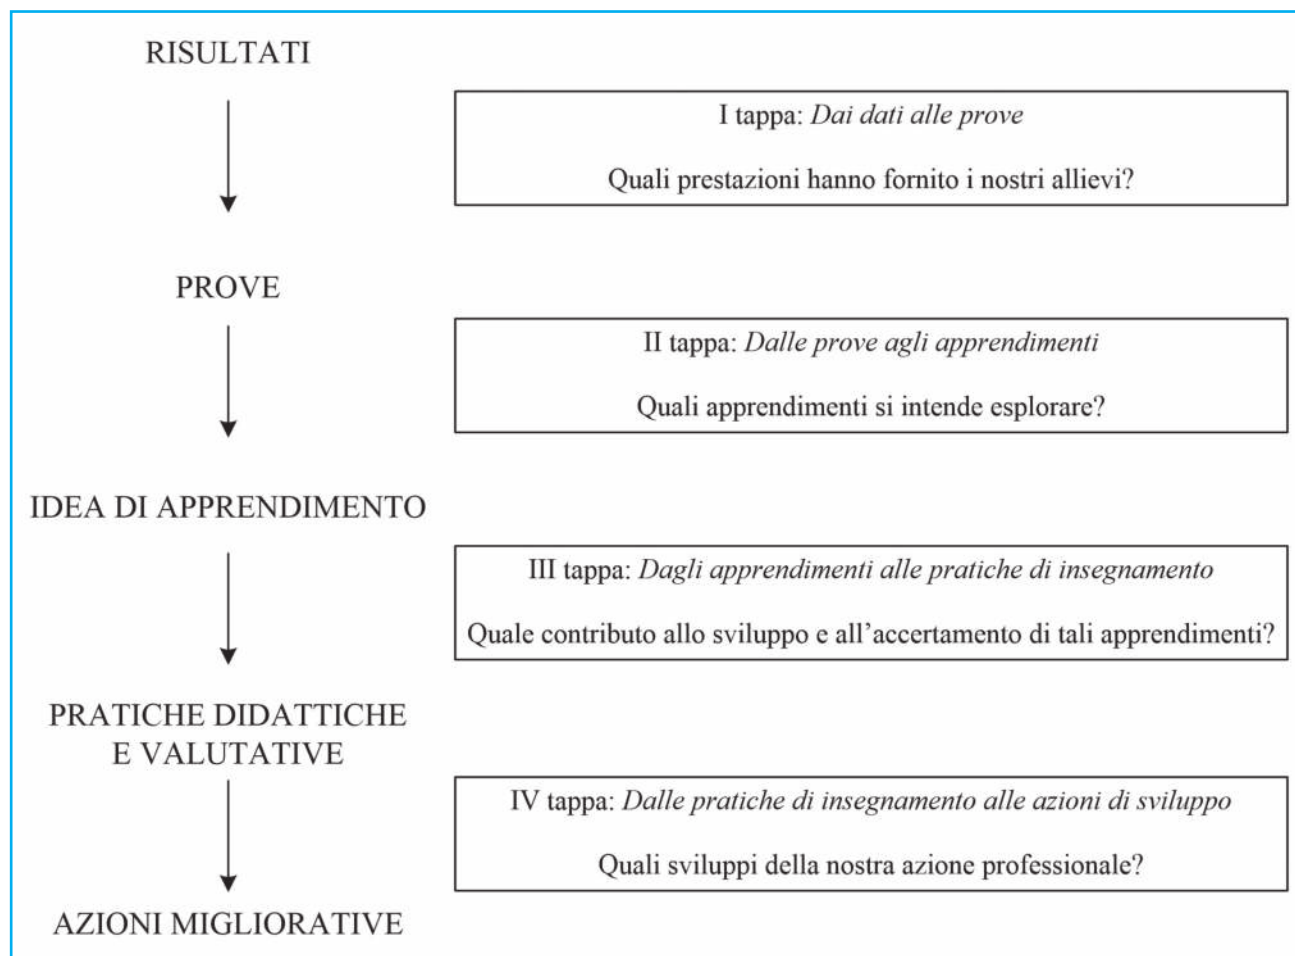 RISULTATI
I tappa: Dai dati alle prove
Quali prestazioni hanno fornito i nostri allievi?
PROVE
II tappa: Dalle prove agli apprendimenti
Quali apprendimenti si intende esplorare?
IDEA DI APPRENDIMENTO
III tappa: Dagli apprendimenti alle pratiche di insegnamento
Quale contributo allo sviluppo e all’accertamento di tali apprendimenti?
PRATICHE DIDATTICHE
E VALUTATIVE
IV tappa: Dalle pratiche di insegnamento alle azioni di sviluppo
Quali sviluppi della nostra azione professionale?
AZIONI MIGLIORATIVE